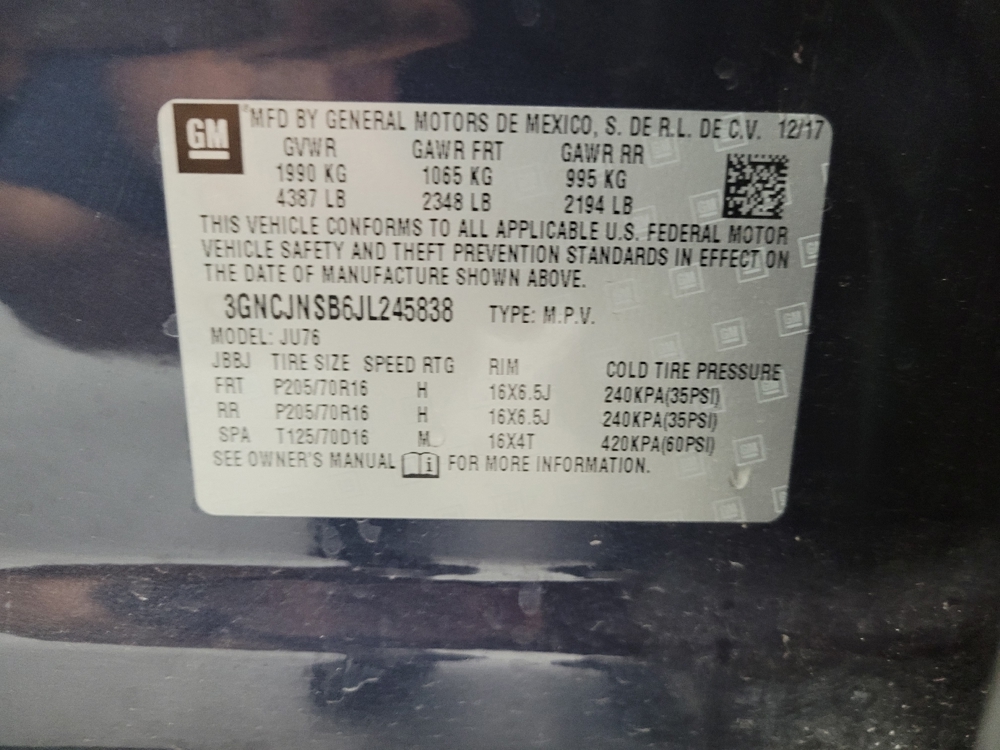 GM
®MFD BY GENERAL MOTORS DE MEXICO, S. DE R.L. DE C.V. 12/17
GVWR GAWR FRT GAWR RR
1990 KG 1065 KG 995 KG
4387 LB 2348 LB 2194 LB
THIS VEHICLE CONFORMS TO ALL APPLICABLE U.S. FEDERAL MOTOR
VEHICLE SAFETY AND THEFT PREVENTION STANDARDS IN EFFECT ON
THE DATE OF MANUFACTURE SHOWN ABOVE.
3GNCJNSB6JL245838 TYPE: M.P.V.
MODEL: JU76
JBBJ TIRE SIZE SPEED RTG RIM COLD TIRE PRESSURE
FRT P205/70R16 H 16X6.5J 240KPA(35PSI)
RR P205/70R16 H 16X6.5J 240KPA(35PSI)
SPA T125/70D16 M 16X4T 420KPA(60PSI)
SEE OWNER'S MANUAL i FOR MORE INFORMATION.